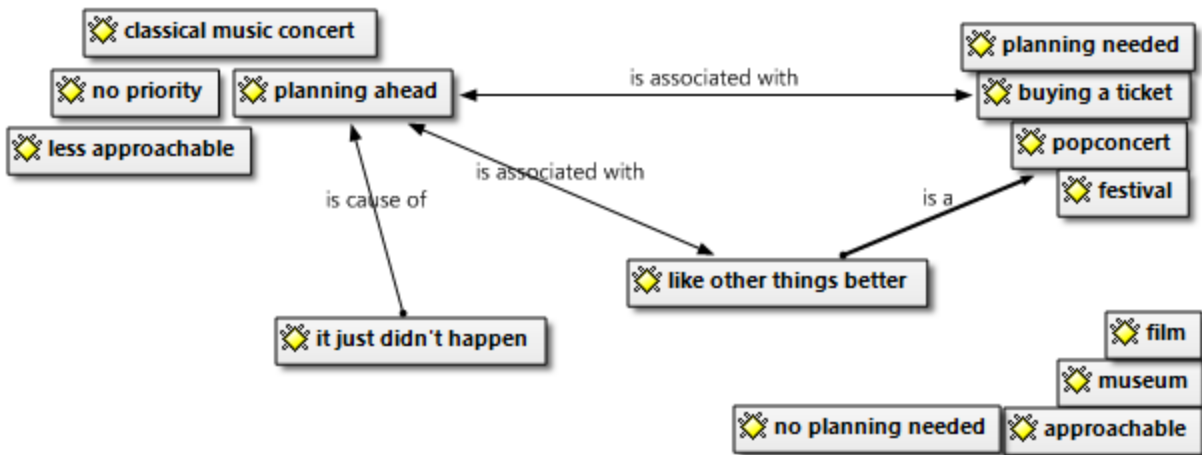 classical music concert
planning needed
no priority
planning ahead
is associated with
buying a ticket
less approachable
popconcert
is associated with
is cause of
is a
festival
like other things better
it just didn't happen
film
museum
no planning needed
approachable